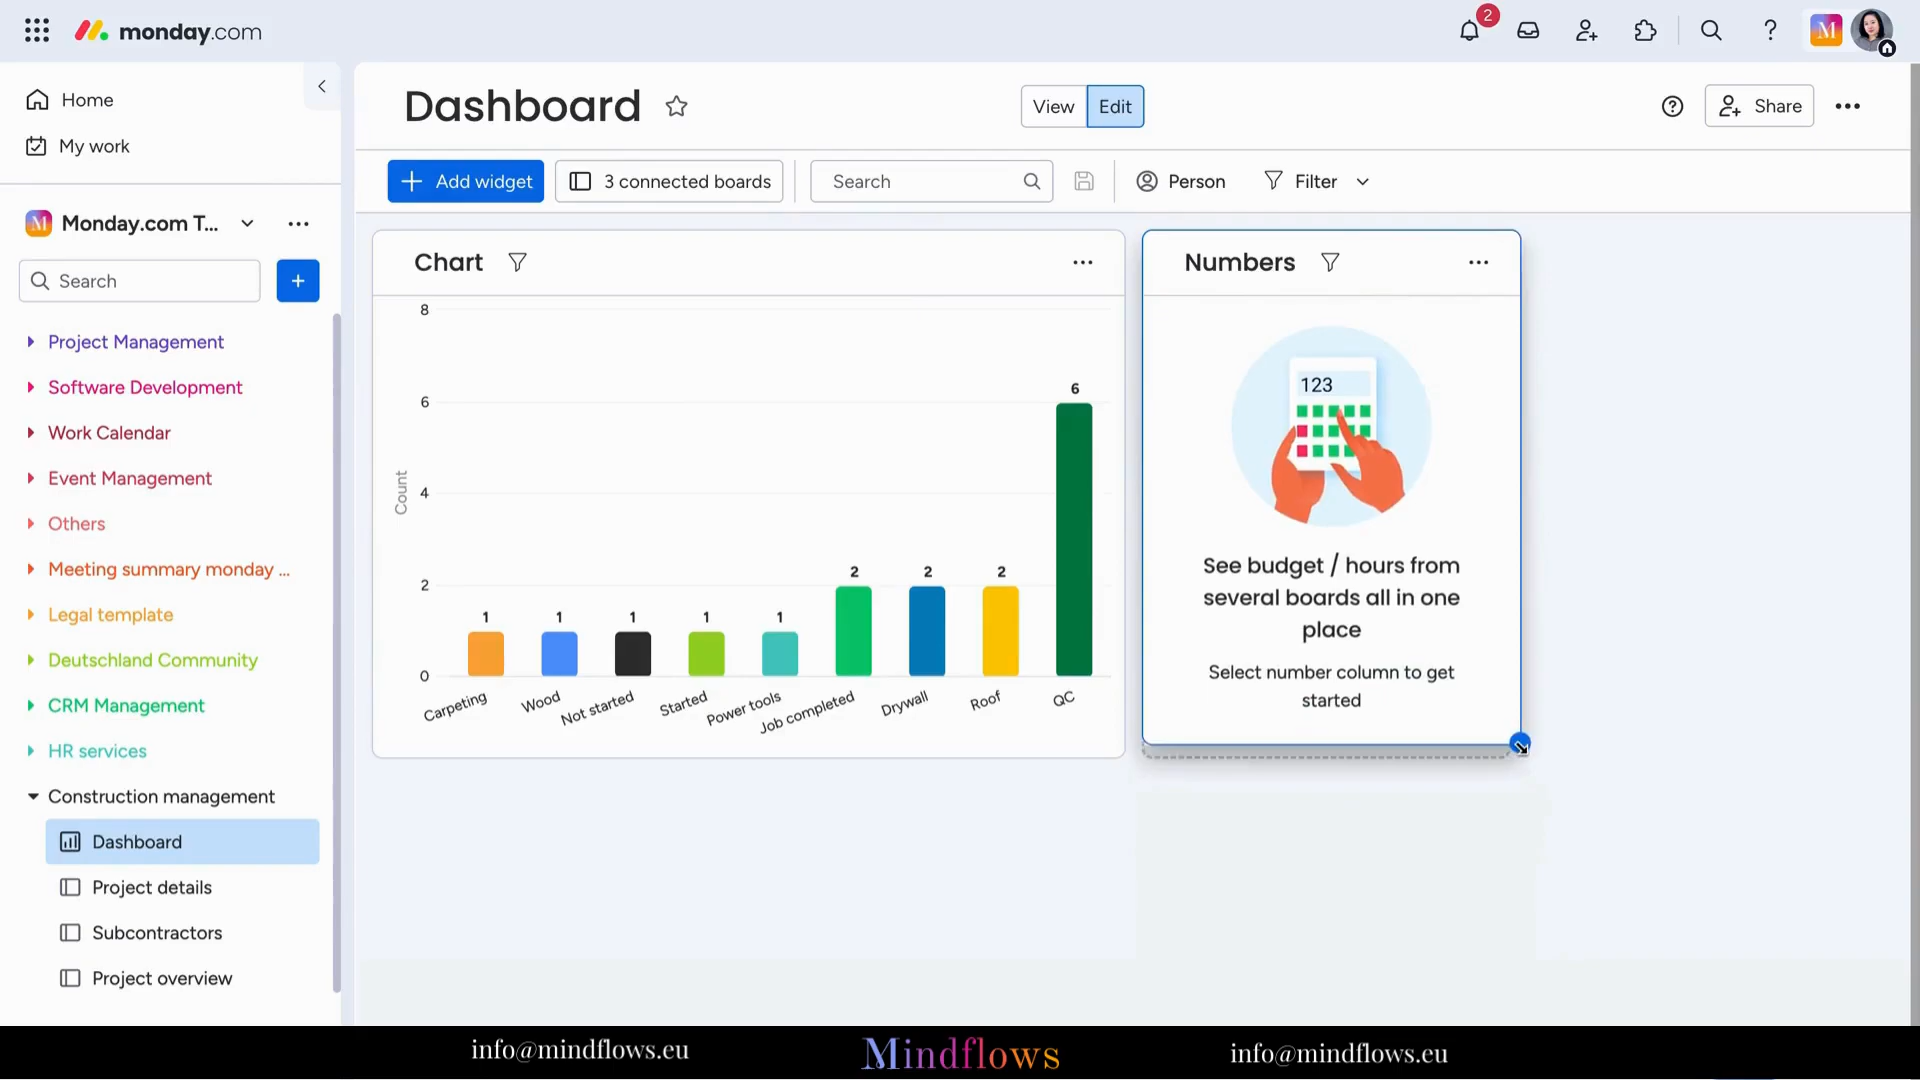 monday.com
2
M
Home
My work
M Monday.com T...
Search
Project Management
Software Development
Work Calendar
Event Management
Others
Meeting summary monday ...
Legal template
Deutschland Community
CRM Management
HR services
Construction management
Dashboard
Project details
Subcontractors
Project overview
Dashboard
View
Edit
Share
Add widget
3 connected boards
Search
Person
Filter
Chart
8
6
4
2
0
Count
1
1
1
1
1
2
2
2
6
Carpeting
Wood
Not started
Started
Power tools
Job completed
Drywall
Roof
QC
Numbers
123
See budget / hours from
several boards all in one
place
Select number column to get
started
info@mindflows.eu
Mindflows
info@mindflows.eu